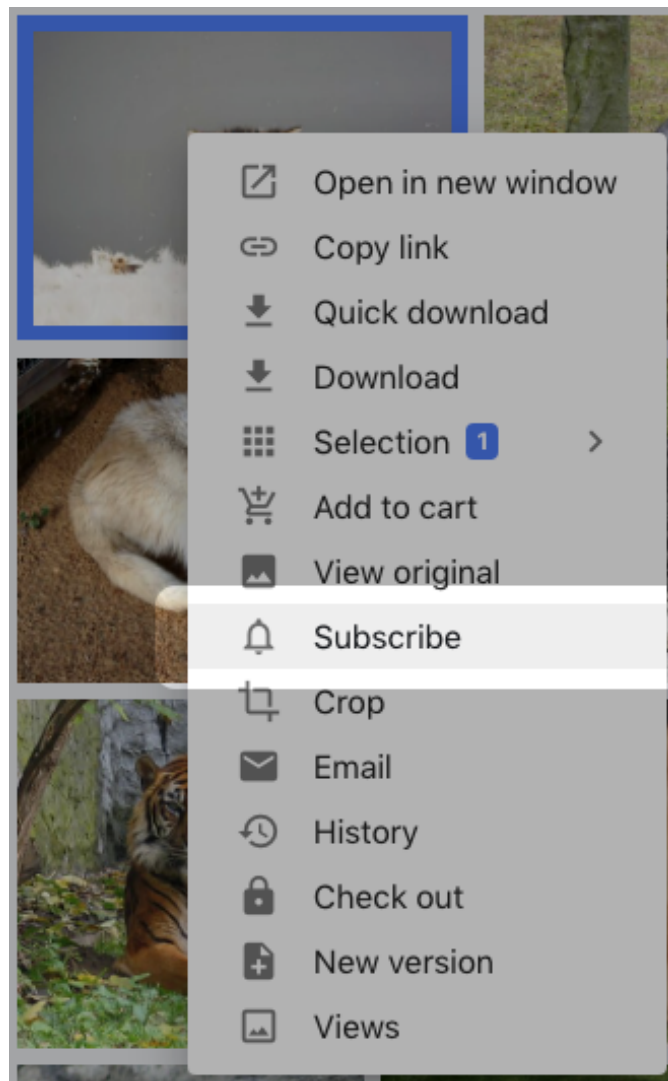 Open in new window
Copy link
Quick download
Download
Selection 1
Add to cart
View original
Subscribe
Crop
Email
History
Check out
New version
Views